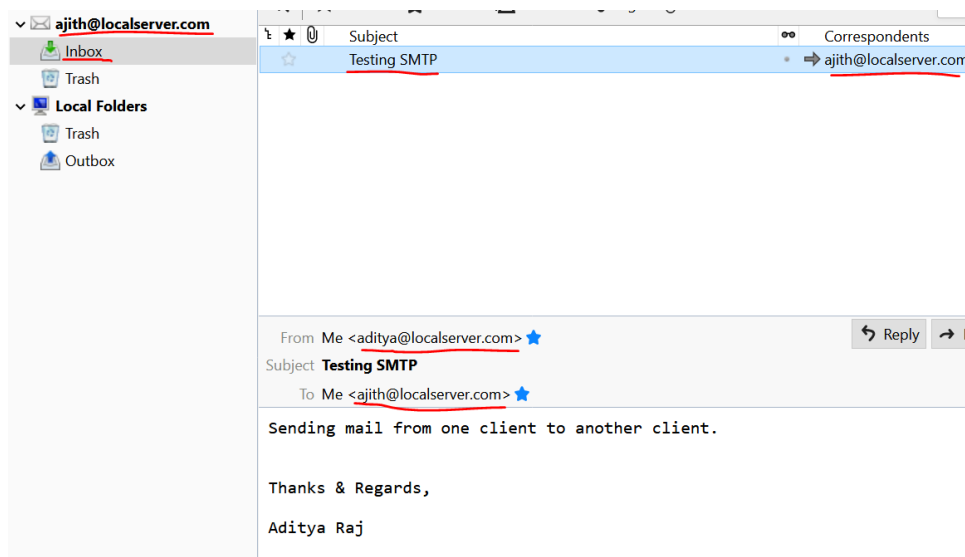 ajith@localserver.com
Inbox
Trash
Local Folders
Trash
Outbox
Subject Correspondents
Testing SMTP ajith@localserver.com
From Me <aditya@localserver.com> Reply
Subject Testing SMTP
To Me <ajith@localserver.com>
Sending mail from one client to another client.
Thanks & Regards,
Aditya Raj